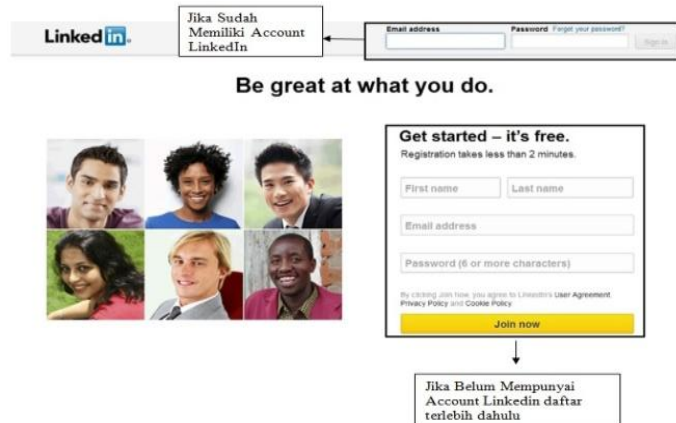 Linked in.
Jika Sudah
Memiliki Account
LinkedIn
Email address
Password Forgot your password?
Sign in
Be great at what you do.
Get started – it's free.
Registration takes less than 2 minutes.
First name Last name
Email address
Password (6 or more characters)
By clicking Join now, you agree to LinkedIn's User Agreement,
Privacy Policy and Cookie Policy
Join now
Jika Belum Mempunyai
Account Linkedin daftar
terlebih dahulu